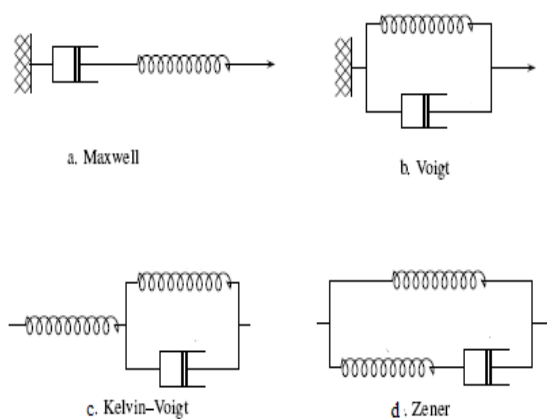 a. Maxwell
b. Voigt
c. Kelvin–Voigt
d. Zener